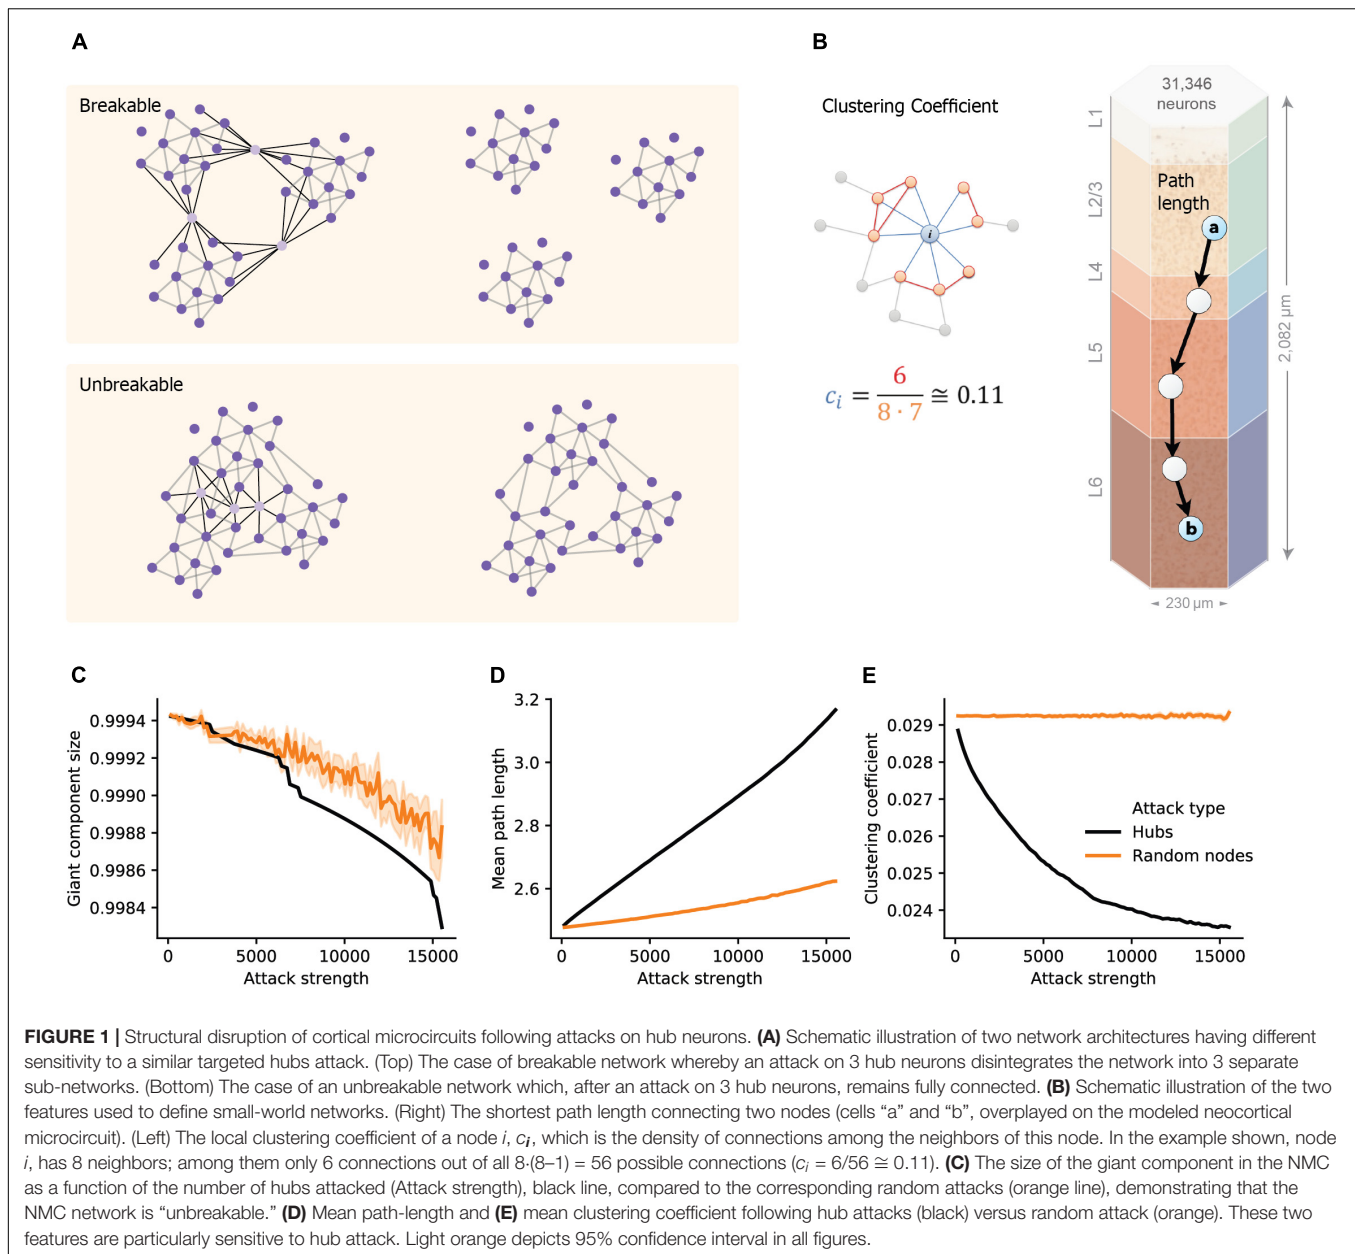 A
B
Breakable
Unbreakable
Clustering Coefficient
i
c_i = 6 / 8 · 7 ≅ 0.11
31,346
neurons
L1
L2/3
L4
L5
L6
Path
length
a
b
2,082 µm
230 µm
C
Giant component size
0.9994
0.9992
0.9990
0.9988
0.9986
0.9984
0
5000
10000
15000
Attack strength
D
Mean path length
3.2
3.0
2.8
2.6
0
5000
10000
15000
Attack strength
E
Clustering coefficient
0.029
0.028
0.027
0.026
0.025
0.024
Attack type
Hubs
Random nodes
0
5000
10000
15000
Attack strength
FIGURE 1 | Structural disruption of cortical microcircuits following attacks on hub neurons. (A) Schematic illustration of two network architectures having different
sensitivity to a similar targeted hubs attack. (Top) The case of breakable network whereby an attack on 3 hub neurons disintegrates the network into 3 separate
sub-networks. (Bottom) The case of an unbreakable network which, after an attack on 3 hub neurons, remains fully connected. (B) Schematic illustration of the two
features used to define small-world networks. (Right) The shortest path length connecting two nodes (cells “a” and “b”, overplayed on the modeled neocortical
microcircuit). (Left) The local clustering coefficient of a node i, c_i, which is the density of connections among the neighbors of this node. In the example shown, node
i, has 8 neighbors; among them only 6 connections out of all 8·(8–1) = 56 possible connections (c_i = 6/56 ≅ 0.11). (C) The size of the giant component in the NMC
as a function of the number of hubs attacked (Attack strength), black line, compared to the corresponding random attacks (orange line), demonstrating that the
NMC network is “unbreakable.” (D) Mean path-length and (E) mean clustering coefficient following hub attacks (black) versus random attack (orange). These two
features are particularly sensitive to hub attack. Light orange depicts 95% confidence interval in all figures.